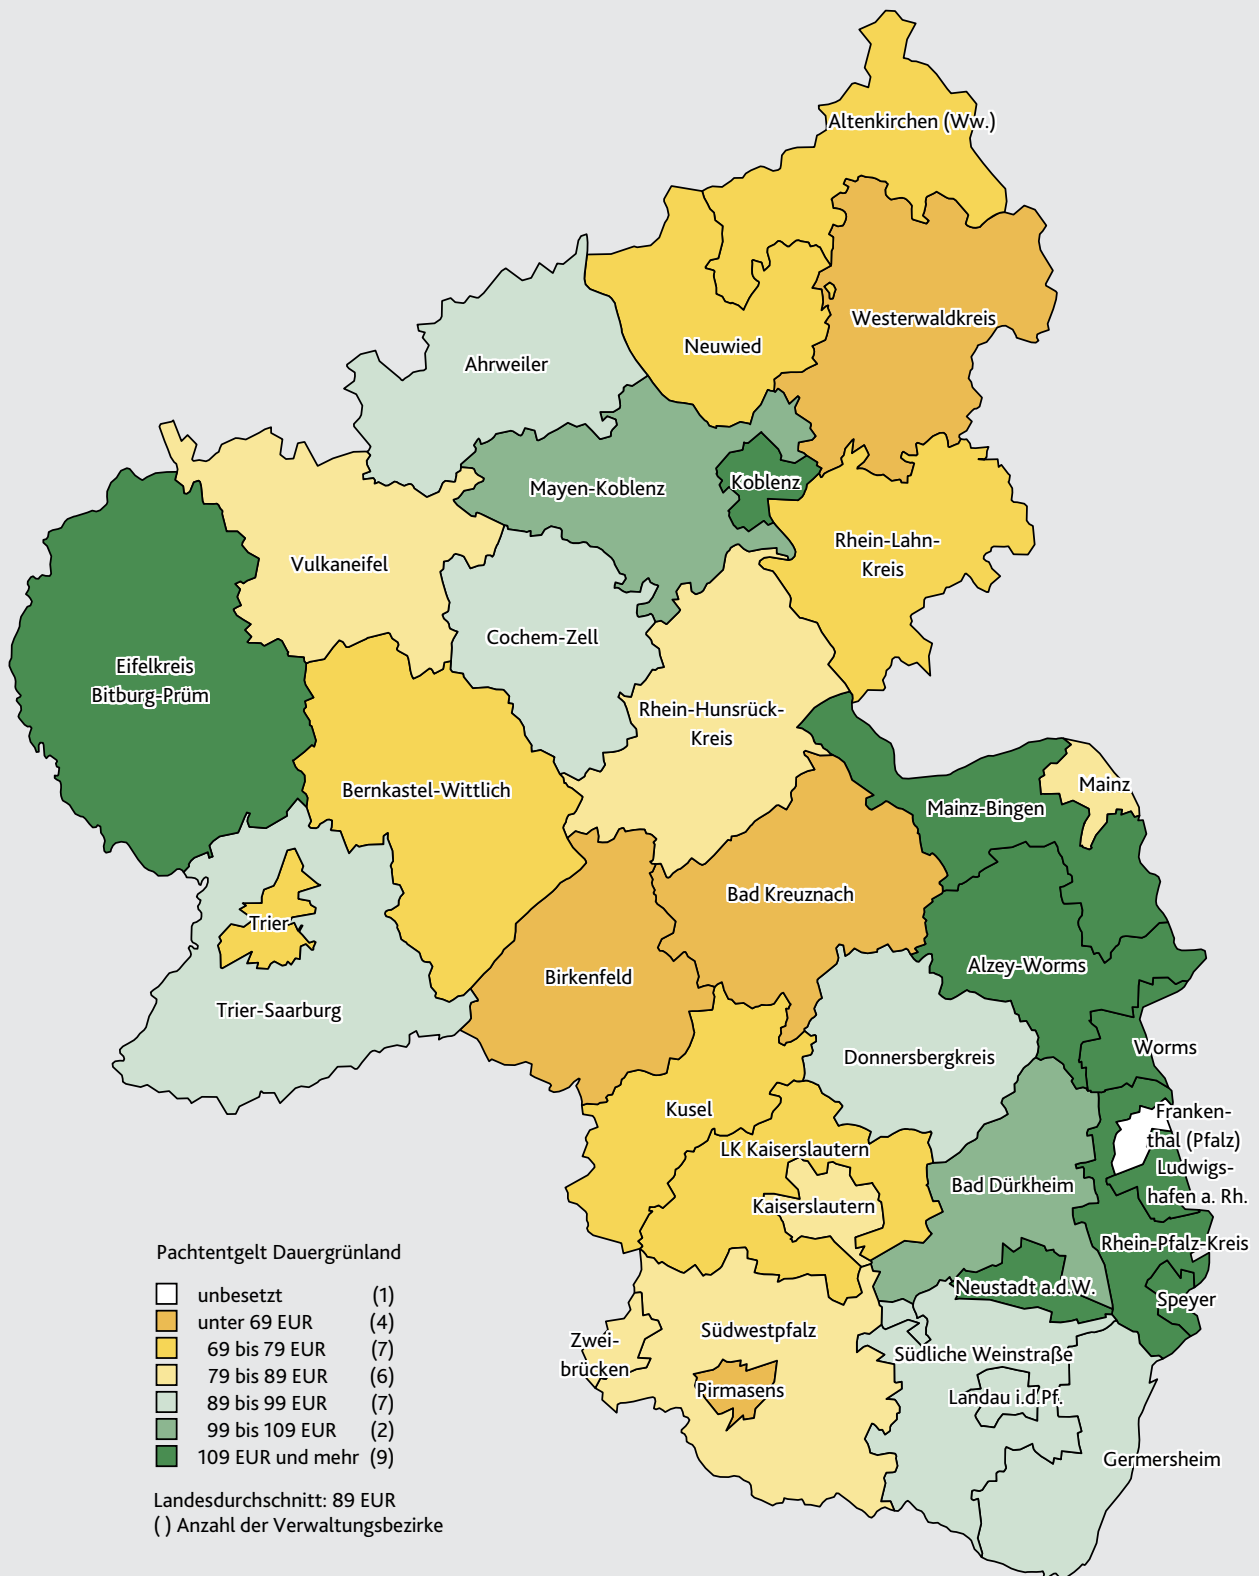 Altenkirchen (Ww.)
Westerwaldkreis
Neuwied
Ahrweiler
Koblenz
Mayen-Koblenz
Rhein-Lahn-
Kreis
Vulkaneifel
Cochem-Zell
Eifelkreis
Bitburg-Prüm
Rhein-Hunsrück-
Kreis
Bernkastel-Wittlich
Mainz
Mainz-Bingen
Bad Kreuznach
Trier
Alzey-Worms
Birkenfeld
Trier-Saarburg
Worms
Donnersbergkreis
Kusel
Franken-
thal (Pfalz)
LK Kaiserslautern
Ludwigs-
hafen a. Rh.
Bad Dürkheim
Kaiserslautern
Rhein-Pfalz-Kreis
Neustadt a.d.W.
Speyer
Südwestpfalz
Zwei-
brücken
Südliche Weinstraße
Pirmasens
Landau i.d.Pf.
Germersheim
Pachtentgelt Dauergrünland
unbesetzt (1)
unter 69 EUR (4)
69 bis 79 EUR (7)
79 bis 89 EUR (6)
89 bis 99 EUR (7)
99 bis 109 EUR (2)
109 EUR und mehr (9)
Landesdurchschnitt: 89 EUR
( ) Anzahl der Verwaltungsbezirke